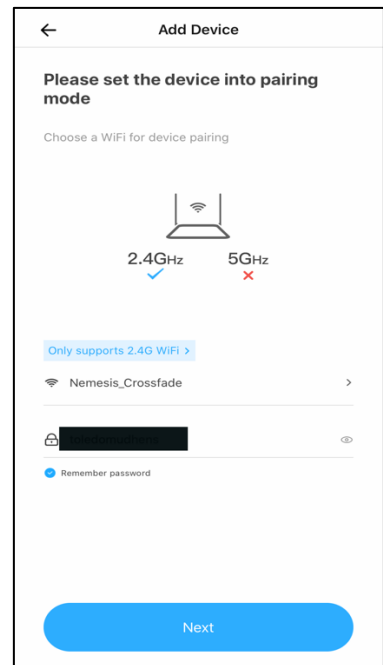 Add Device
Please set the device into pairing
mode
Choose a WiFi for device pairing
2.4GHz 5GHz
Only supports 2.4G WiFi >
Nemesis_Crossfade >
Remember password
Next